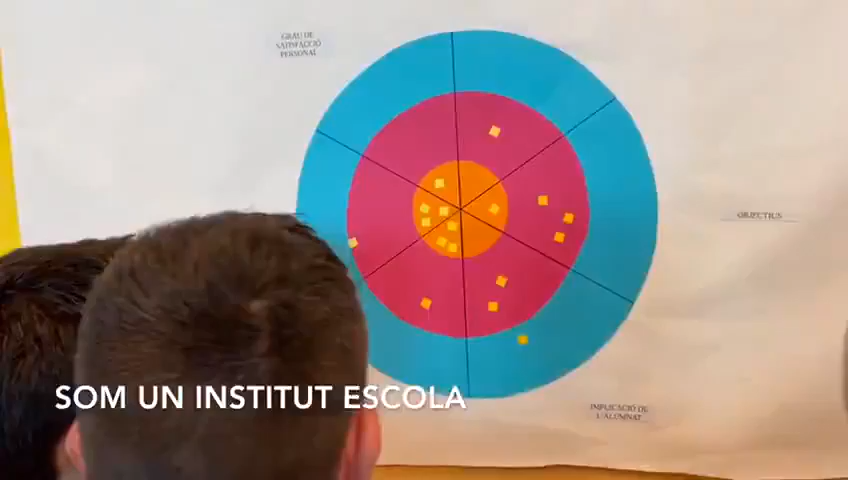 GRAU DE
SATISFACCIÓ
PERSONAL
OBJECTIUS
IMPLICACIÓ DE
L'ALUMNAT
SOM UN INSTITUT ESCOLA